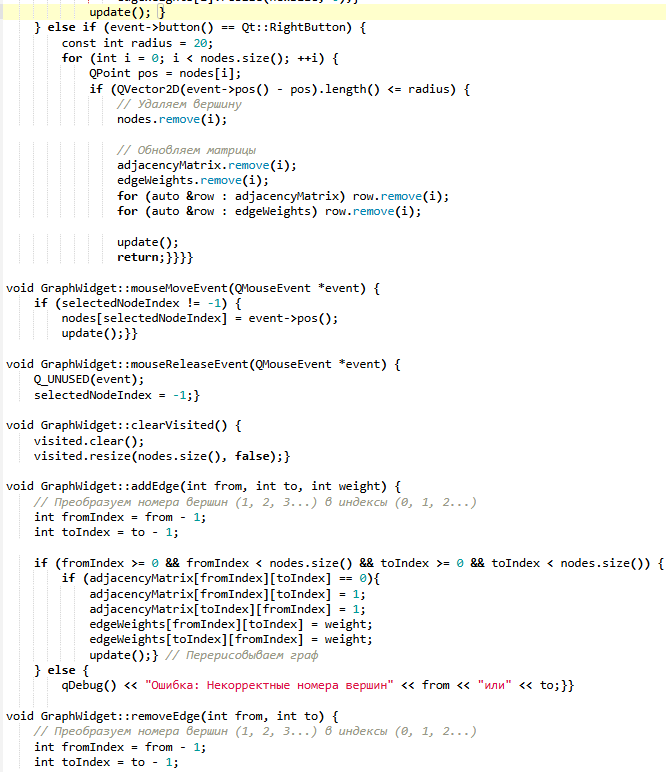 update(); }
} else if (event->button() == Qt::RightButton) {
const int radius = 20;
for (int i = 0; i < nodes.size(); ++i) {
QPoint pos = nodes[i];
if (QVector2D(event->pos() - pos).length() <= radius) {
// Удаляем вершину
nodes.remove(i);
// Обновляем матрицы
adjacencyMatrix.remove(i);
edgeWeights.remove(i);
for (auto &row : adjacencyMatrix) row.remove(i);
for (auto &row : edgeWeights) row.remove(i);
update();
return;}}}}
void GraphWidget::mouseMoveEvent(QMouseEvent *event) {
if (selectedNodeIndex != -1) {
nodes[selectedNodeIndex] = event->pos();
update();}}
void GraphWidget::mouseReleaseEvent(QMouseEvent *event) {
Q_UNUSED(event);
selectedNodeIndex = -1;}
void GraphWidget::clearVisited() {
visited.clear();
visited.resize(nodes.size(), false);}
void GraphWidget::addEdge(int from, int to, int weight) {
// Преобразуем номера вершин (1, 2, 3...) в индексы (0, 1, 2...)
int fromIndex = from - 1;
int toIndex = to - 1;
if (fromIndex >= 0 && fromIndex < nodes.size() && toIndex >= 0 && toIndex < nodes.size()) {
if (adjacencyMatrix[fromIndex][toIndex] == 0){
adjacencyMatrix[fromIndex][toIndex] = 1;
adjacencyMatrix[toIndex][fromIndex] = 1;
edgeWeights[fromIndex][toIndex] = weight;
edgeWeights[toIndex][fromIndex] = weight;
update();} // Перерисовываем граф
} else {
qDebug() << "Ошибка: Некорректные номера вершин" << from << "или" << to;}}
void GraphWidget::removeEdge(int from, int to) {
// Преобразуем номера вершин (1, 2, 3...) в индексы (0, 1, 2...)
int fromIndex = from - 1;
int toIndex = to - 1;